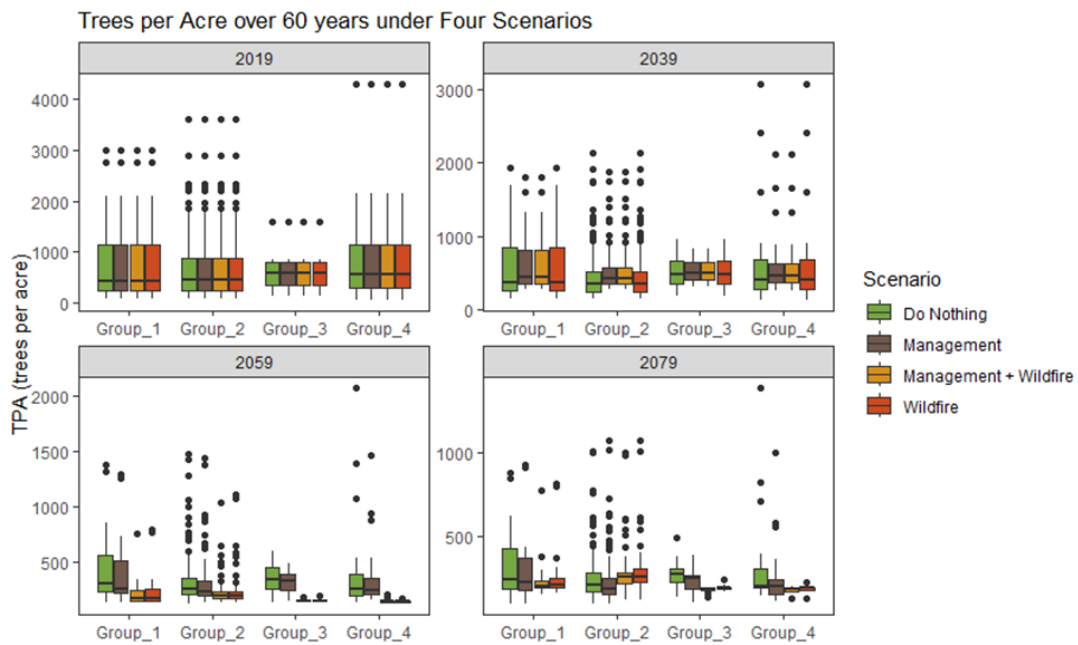 Trees per Acre over 60 years under Four Scenarios
TPA (trees per acre)
2019
4000
3000
2000
1000
0
Group_1 Group_2 Group_3 Group_4
2039
3000
2000
1000
0
Group_1 Group_2 Group_3 Group_4
2059
2000
1500
1000
500
Group_1 Group_2 Group_3 Group_4
2079
1000
500
Group_1 Group_2 Group_3 Group_4
Scenario
Do Nothing
Management
Management + Wildfire
Wildfire